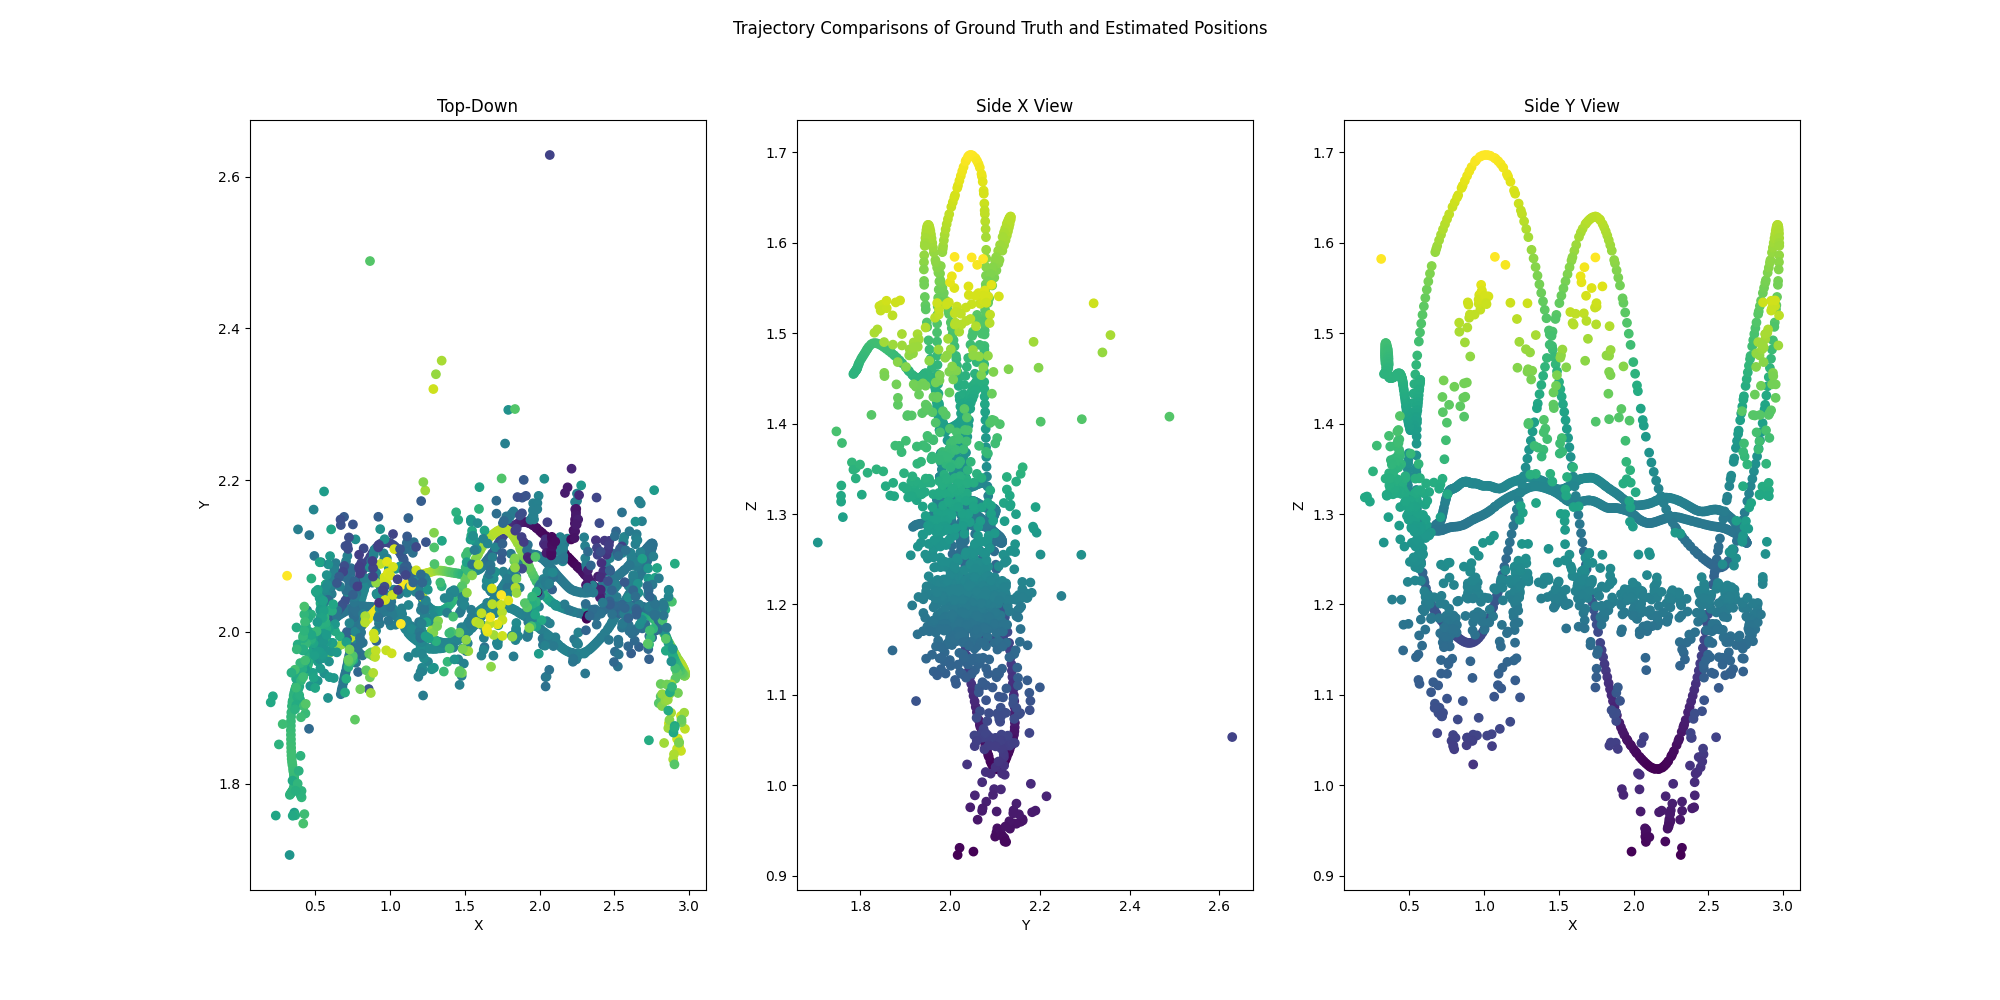 Trajectory Comparisons of Ground Truth and Estimated Positions
Top-Down
Side X View
Side Y View
2.6
2.4
2.2
2.0
1.8
Y
0.5 1.0 1.5 2.0 2.5 3.0
X
1.7
1.6
1.5
1.4
1.3
1.2
1.1
1.0
0.9
Z
1.8 2.0 2.2 2.4 2.6
Y
1.7
1.6
1.5
1.4
1.3
1.2
1.1
1.0
0.9
Z
0.5 1.0 1.5 2.0 2.5 3.0
X